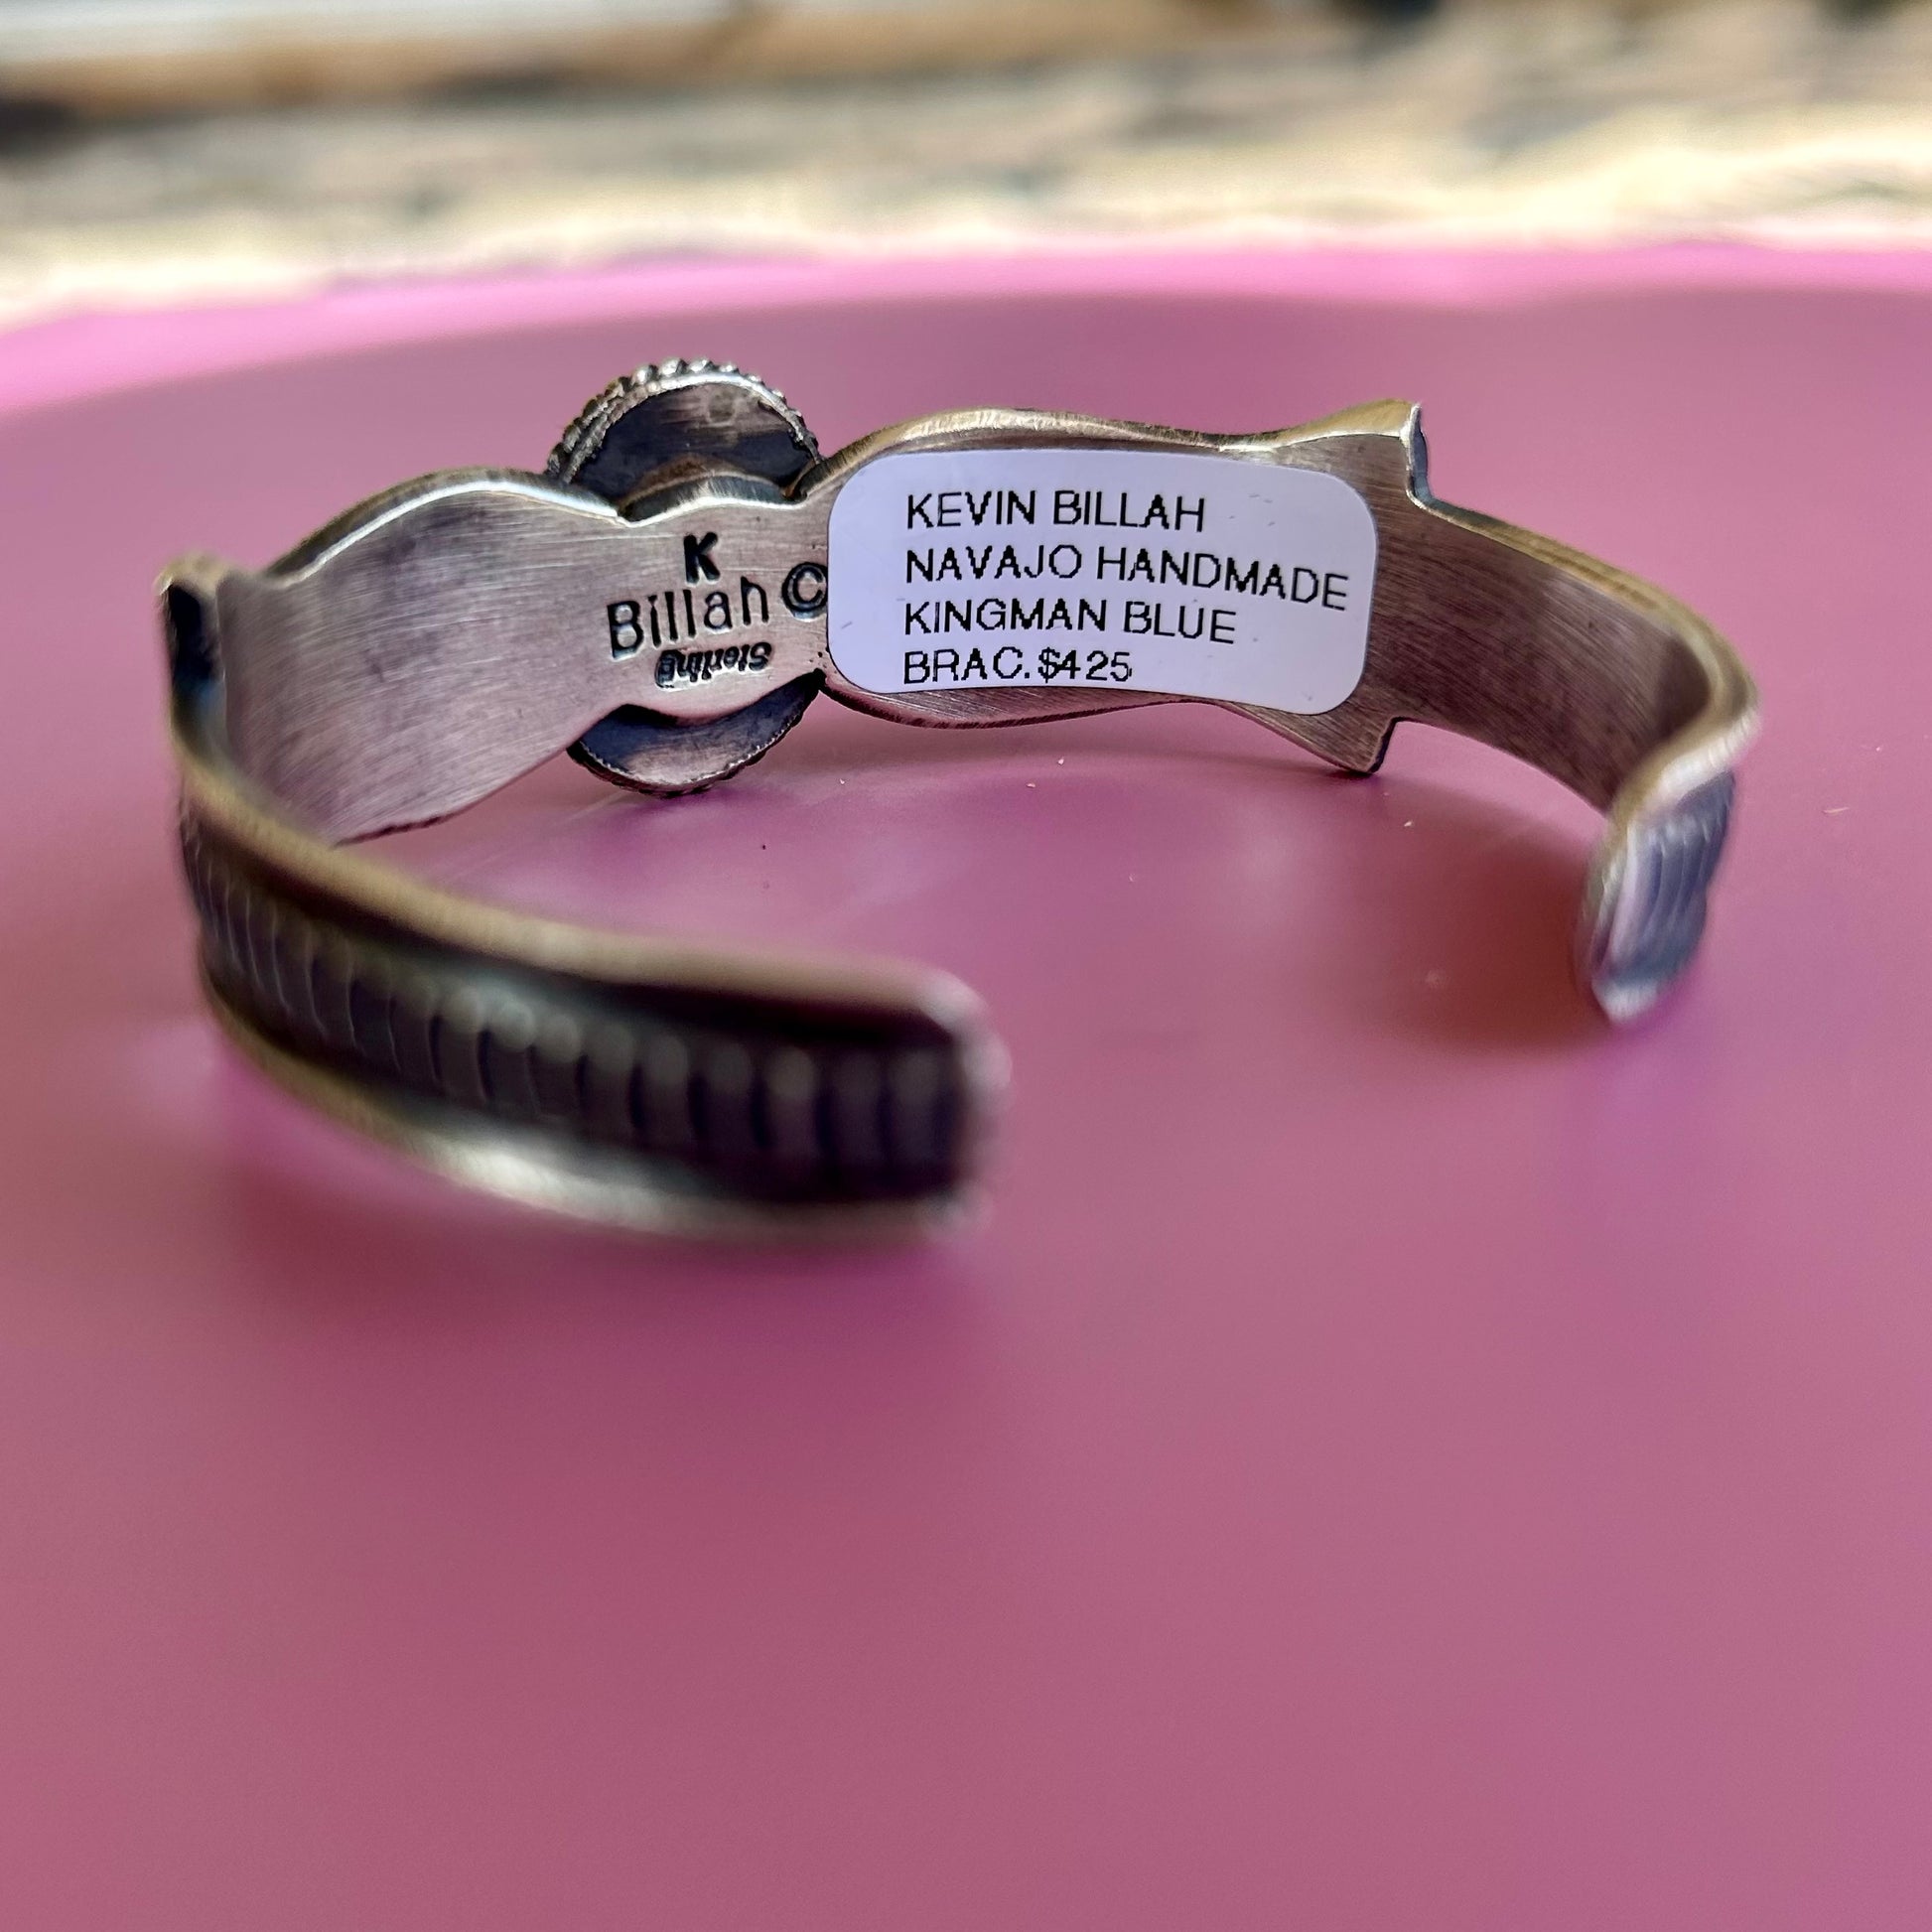 K
Billah ©
Sterling
KEVIN BILLAH
NAVAJO HANDMADE
KINGMAN BLUE
BRAC.$425